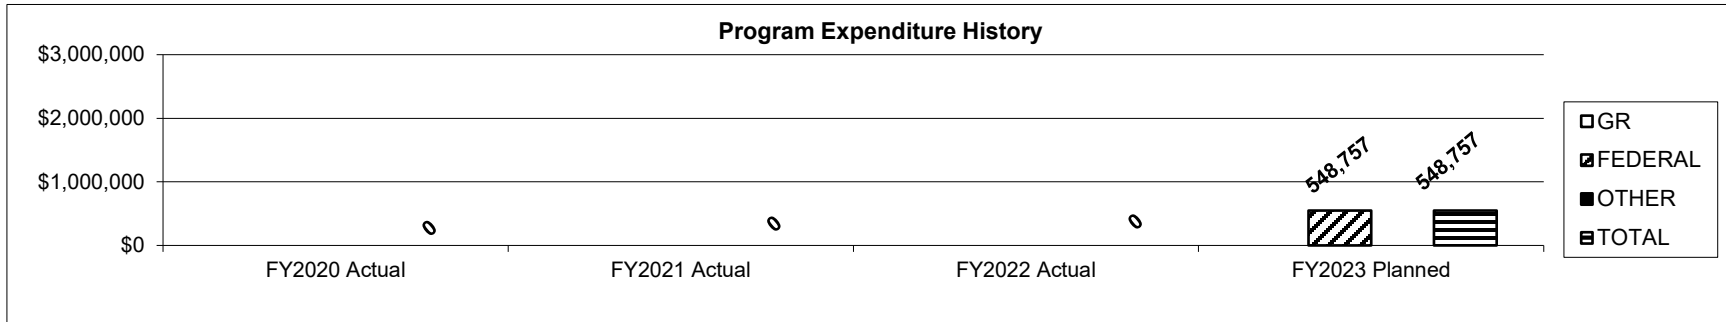 Program Expenditure History
$3,000,000
$2,000,000
$1,000,000
$0
0
0
0
548,757
548,757
FY2020 Actual
FY2021 Actual
FY2022 Actual
FY2023 Planned
GR
FEDERAL
OTHER
TOTAL